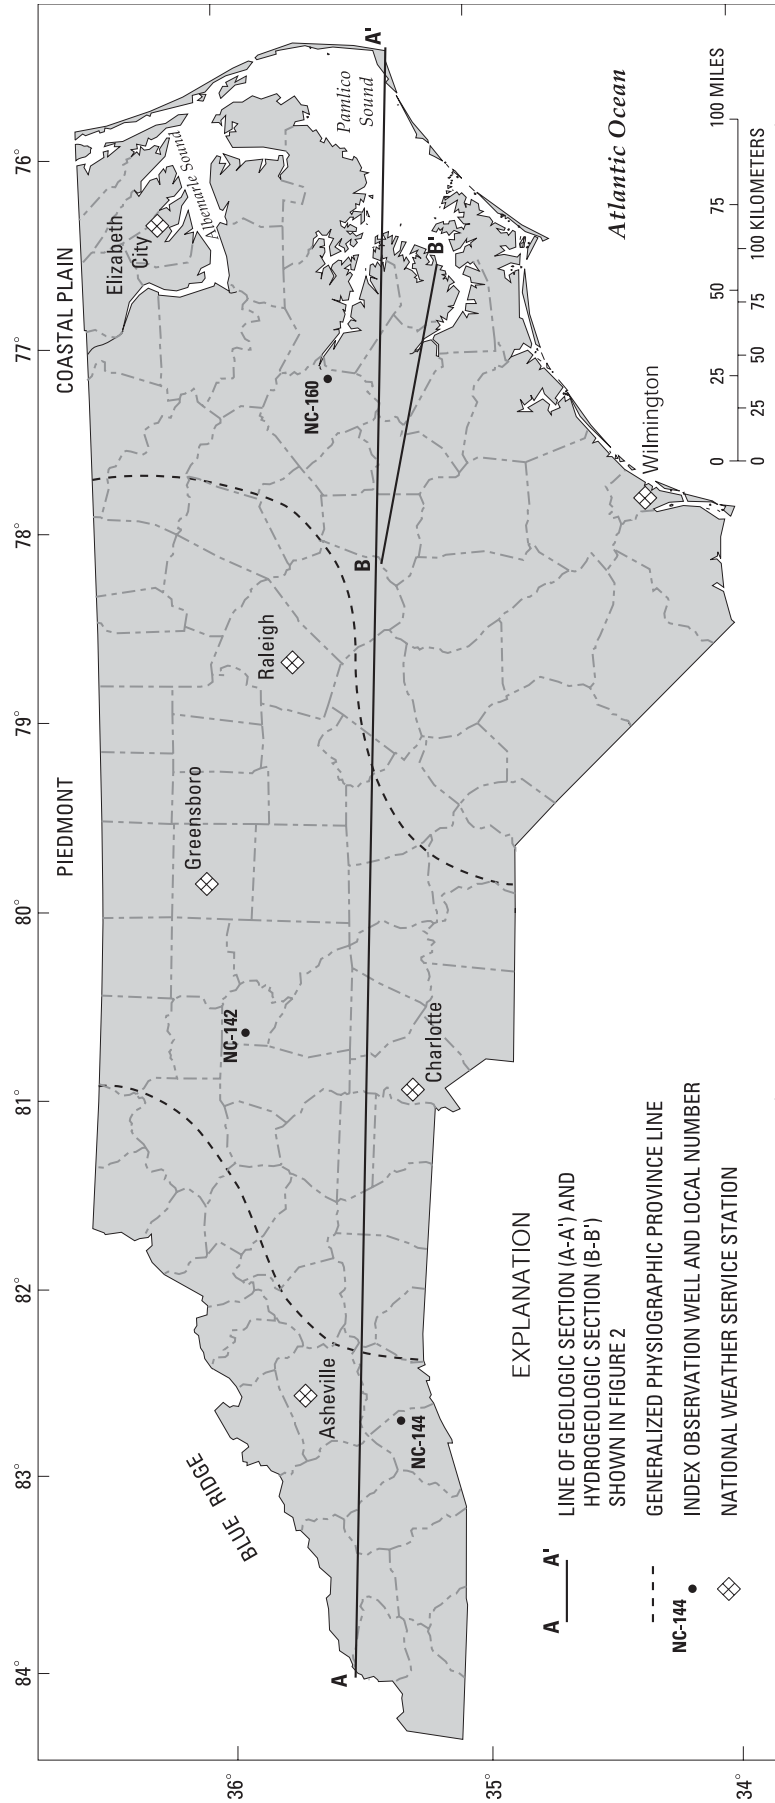 84°
83°
82°
81°
80°
79°
78°
77°
76°
36°
35°
34°
BLUE RIDGE
PIEDMONT
COASTAL PLAIN
Elizabeth
City
Albemarle Sound
Greensboro
Raleigh
NC-142
NC-160
Pamlico
Sound
Asheville
A
A'
B
B'
NC-144
Charlotte
Wilmington
Atlantic Ocean
EXPLANATION
A A' LINE OF GEOLOGIC SECTION (A-A') AND
HYDROGEOLOGIC SECTION (B-B')
SHOWN IN FIGURE 2
GENERALIZED PHYSIOGRAPHIC PROVINCE LINE
NC-144 INDEX OBSERVATION WELL AND LOCAL NUMBER
NATIONAL WEATHER SERVICE STATION
0 25 50 75 100 MILES
0 25 50 75 100 KILOMETERS